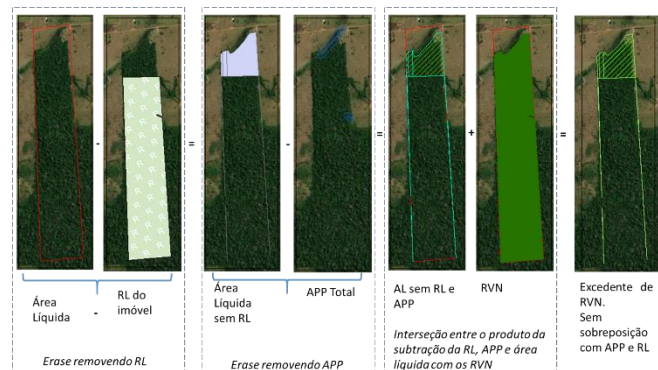 -
=
-
=
+
=
Área
Líquida
-
RL do
imóvel
Área
Líquida
sem RL
APP Total
AL sem RL e
APP
RVN
Excedente de
RVN.
Sem
sobreposição
com APP e RL
Erase removendo RL
Erase removendo APP
Interseção entre o produto da
subtração da RL, APP e área
líquida com os RVN